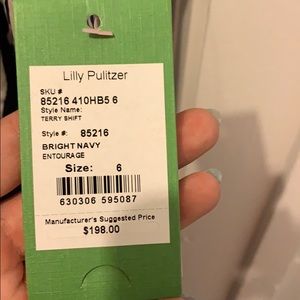 Lilly Pulitzer
SKU #
85216 410HB5 6
Style Name:
TERRY SHIFT
Style #: 85216
BRIGHT NAVY
ENTOURAGE
Size: 6
630306 595087
Manufacturer's Suggested Price
$198.00